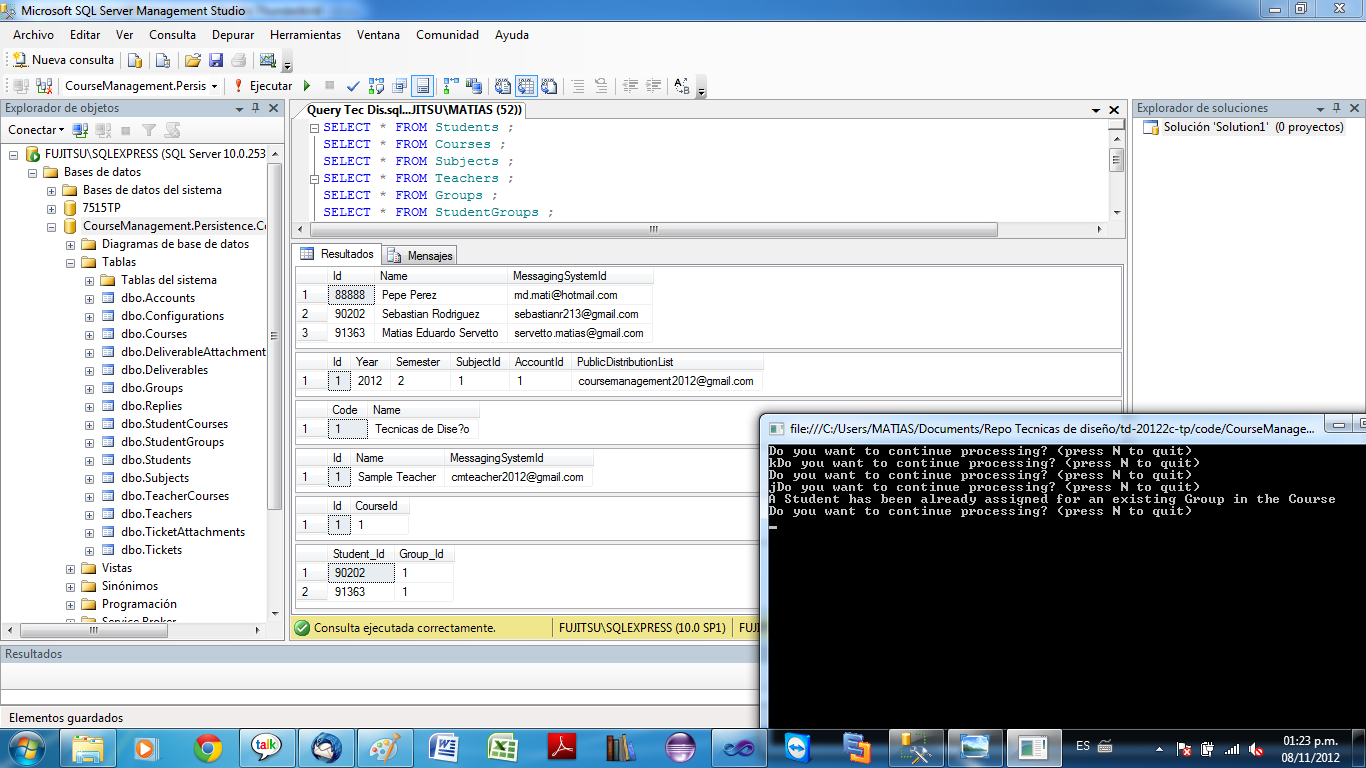 Microsoft SQL Server Management Studio
Archivo Editar Ver Consulta Depurar Herramientas Ventana Comunidad Ayuda
Nueva consulta
CourseManagement.Persis Ejecutar
Explorador de objetos
Conectar
FUJITSU\SQLEXPRESS (SQL Server 10.0.253
Bases de datos
Bases de datos del sistema
7515TP
CourseManagement.Persistence.Co
Diagramas de base de datos
Tablas
Tablas del sistema
dbo.Accounts
dbo.Configurations
dbo.Courses
dbo.DeliverableAttachment
dbo.Deliverables
dbo.Groups
dbo.Replies
dbo.StudentCourses
dbo.StudentGroups
dbo.Students
dbo.Subjects
dbo.TeacherCourses
dbo.Teachers
dbo.TicketAttachments
dbo.Tickets
Vistas
Sinónimos
Programación
Service Broker
Query Tec Dis.sql...JITSU\MATIAS (52))
SELECT * FROM Students ;
SELECT * FROM Courses ;
SELECT * FROM Subjects ;
SELECT * FROM Teachers ;
SELECT * FROM Groups ;
SELECT * FROM StudentGroups ;
Resultados Mensajes
Id Name MessagingSystemId
1 88888 Pepe Perez md.mati@hotmail.com
2 90202 Sebastian Rodriguez sebastianr213@gmail.com
3 91363 Matias Eduardo Servetto servetto.matias@gmail.com
Id Year Semester SubjectId AccountId PublicDistributionList
1 1 2012 2 1 1 coursemanagement2012@gmail.com
Code Name
1 1 Tecnicas de Dise?o
Id Name MessagingSystemId
1 1 Sample Teacher cmteacher2012@gmail.com
Id CourseId
1 1 1
Student_Id Group_Id
1 90202 1
2 91363 1
Consulta ejecutada correctamente. FUJITSU\SQLEXPRESS (10.0 SP1) FUJ
Explorador de soluciones
Solución 'Solution1' (0 proyectos)
file:///C:/Users/MATIAS/Documents/Repo Tecnicas de diseño/td-20122c-tp/code/CourseManage...
Do you want to continue processing? (press N to quit)
kDo you want to continue processing? (press N to quit)
Do you want to continue processing? (press N to quit)
jDo you want to continue processing? (press N to quit)
A Student has been already assigned for an existing Group in the Course
Do you want to continue processing? (press N to quit)
Resultados
Elementos guardados
talk
ES
01:23 p.m.
08/11/2012